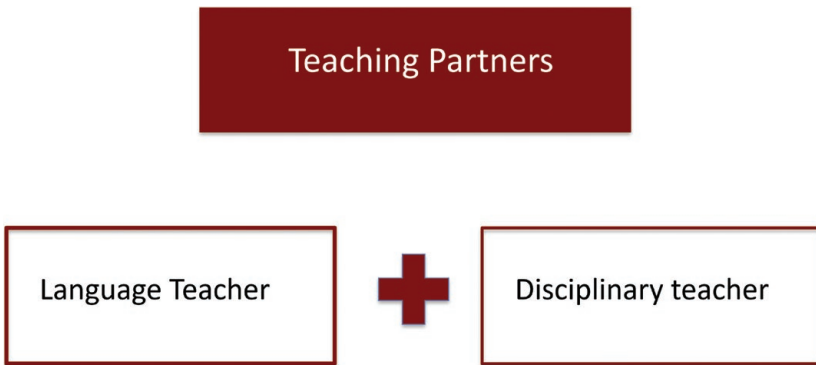 Teaching Partners
Language Teacher
Disciplinary teacher